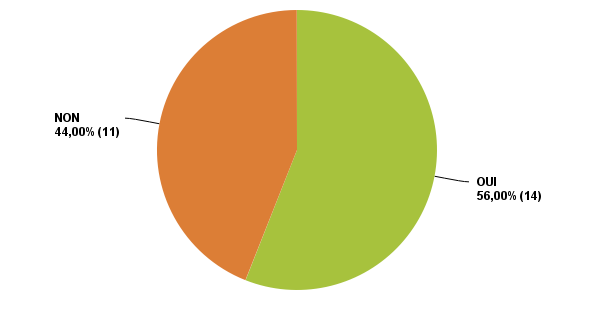 NON
44,00% (11)
OUI
56,00% (14)